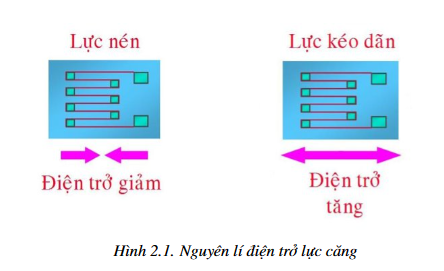 Lực nén
Điện trở giảm
Lực kéo dãn
Điện trở
tăng
Hình 2.1. Nguyên lí điện trở lực căng